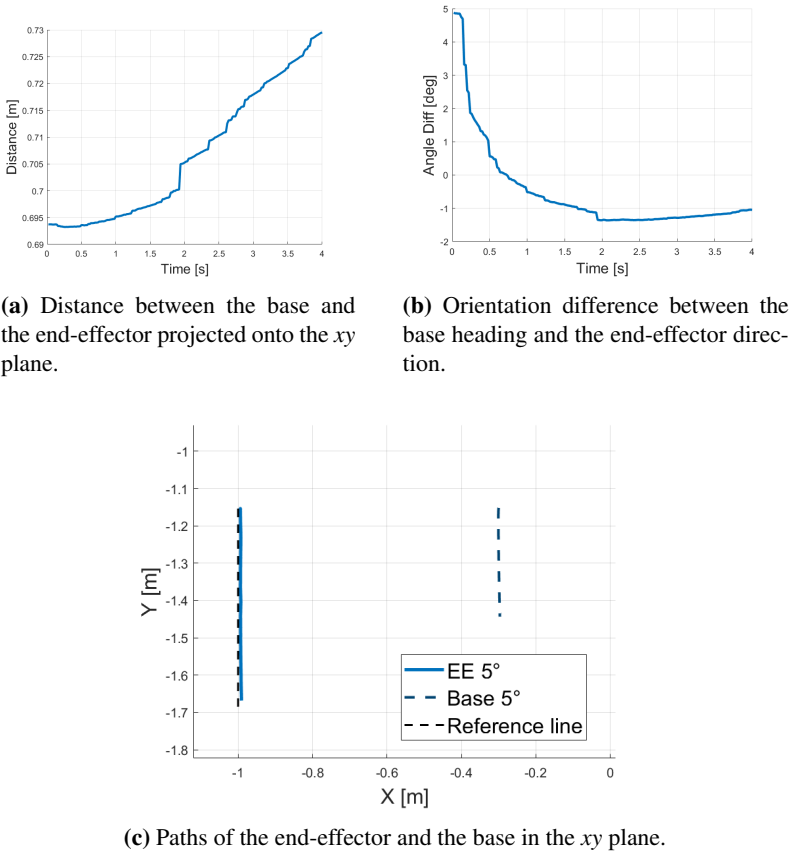 0.73
0.725
0.72
0.715
0.71
0.705
0.7
0.695
0.69
Distance [m]
0 0.5 1 1.5 2 2.5 3 3.5 4
Time [s]
5
4
3
2
1
0
-1
-2
Angle Diff [deg]
0 0.5 1 1.5 2 2.5 3 3.5 4
Time [s]
(a) Distance between the base and
the end-effector projected onto the xy
plane.
(b) Orientation difference between the
base heading and the end-effector direc-
tion.
-1
-1.1
-1.2
-1.3
-1.4
-1.5
-1.6
-1.7
-1.8
Y [m]
EE 5°
Base 5°
Reference line
-1 -0.8 -0.6 -0.4 -0.2 0
X [m]
(c) Paths of the end-effector and the base in the xy plane.